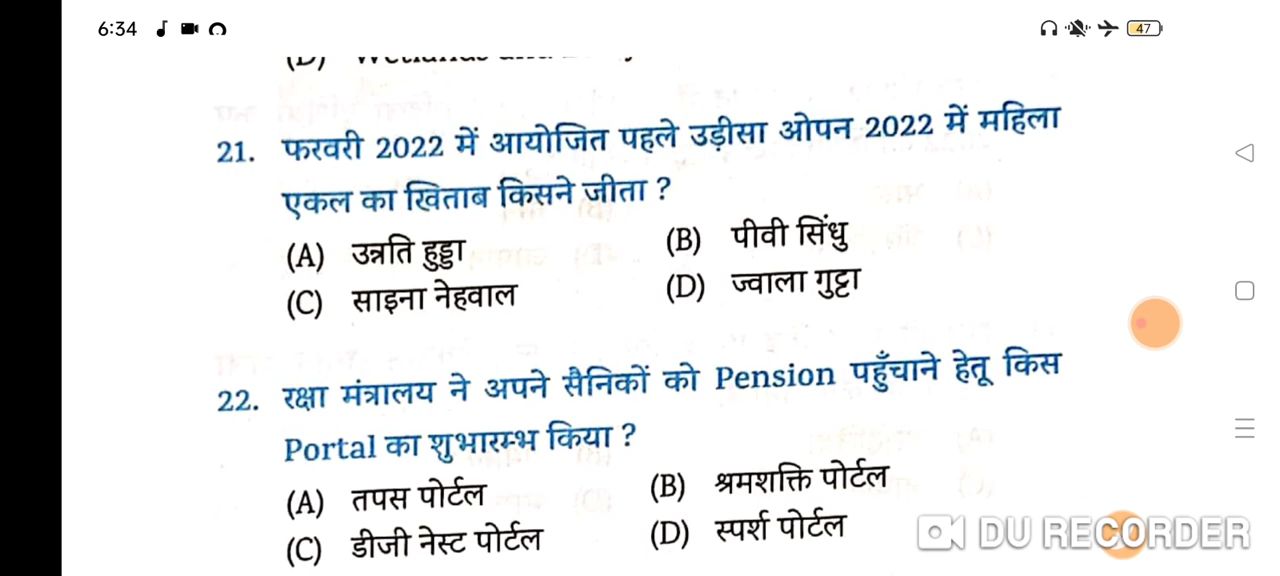 6:34
47
21. फरवरी 2022 में आयोजित पहले उड़ीसा ओपन 2022 में महिला
एकल का खिताब किसने जीता ?
(A) उन्नति हुड्डा (B) पीवी सिंधु
(C) साइना नेहवाल (D) ज्वाला गुट्टा
22. रक्षा मंत्रालय ने अपने सैनिकों को Pension पहुँचाने हेतू किस
Portal का शुभारम्भ किया ?
(A) तपस पोर्टल (B) श्रमशक्ति पोर्टल
(C) डीजी नेस्ट पोर्टल (D) स्पर्श पोर्टल
DU RECORDER